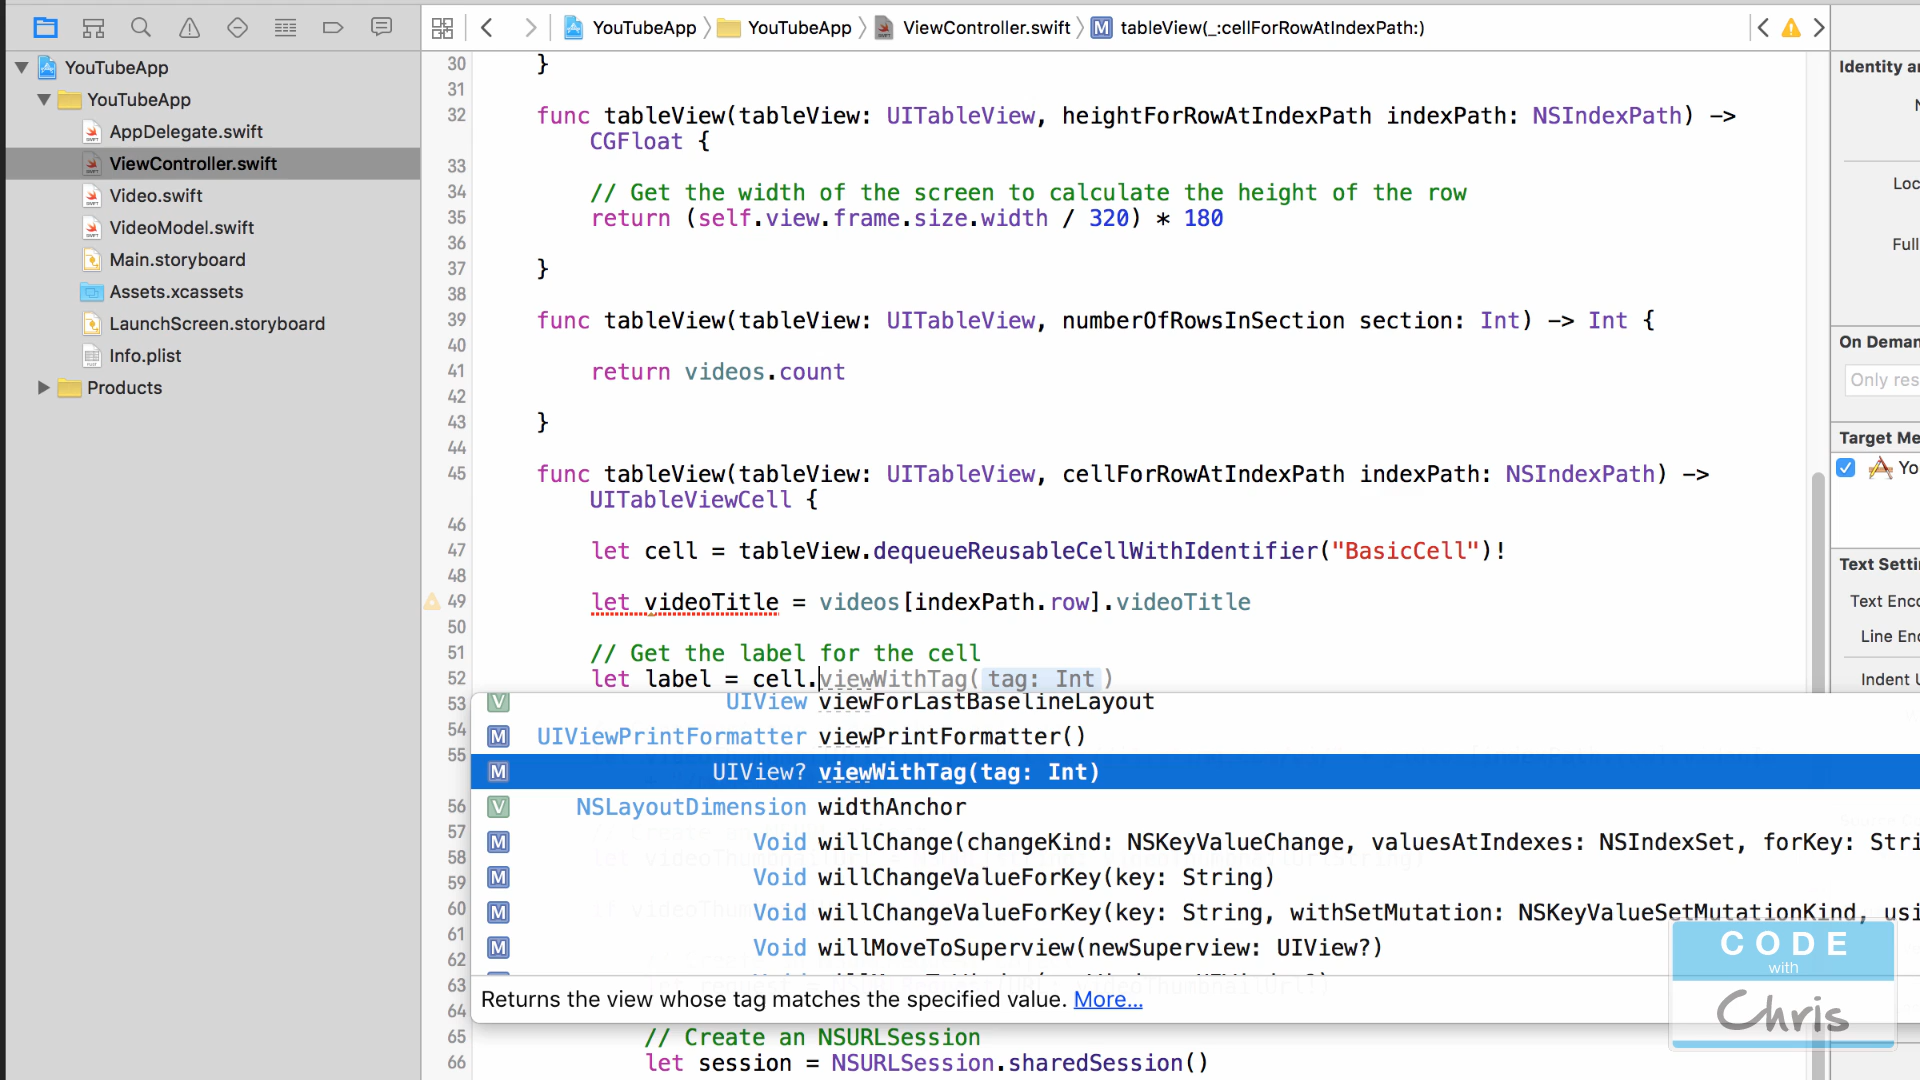 YouTubeApp
YouTubeApp
ViewController.swift
tableView(_:cellForRowAtIndexPath:)
YouTubeApp
YouTubeApp
AppDelegate.swift
ViewController.swift
Video.swift
VideoModel.swift
Main.storyboard
Assets.xcassets
LaunchScreen.storyboard
Info.plist
Products
30 }
31
32 func tableView(tableView: UITableView, heightForRowAtIndexPath indexPath: NSIndexPath) ->
CGFloat {
33
34 // Get the width of the screen to calculate the height of the row
35 return (self.view.frame.size.width / 320) * 180
36
37 }
38
39 func tableView(tableView: UITableView, numberOfRowsInSection section: Int) -> Int {
40
41 return videos.count
42
43 }
44
45 func tableView(tableView: UITableView, cellForRowAtIndexPath indexPath: NSIndexPath) ->
UITableViewCell {
46
47 let cell = tableView.dequeueReusableCellWithIdentifier("BasicCell")!
48
49 let videoTitle = videos[indexPath.row].videoTitle
50
51 // Get the label for the cell
52 let label = cell.viewWithTag(tag: Int)
53 V UIView viewForLastBaselineLayout
54 M UIViewPrintFormatter viewPrintFormatter()
55 M UIView? viewWithTag(tag: Int)
56 V NSLayoutDimension widthAnchor
57 M Void willChange(changeKind: NSKeyValueChange, valuesAtIndexes: NSIndexSet, forKey: Stri
58
59 M Void willChangeValueForKey(key: String)
60 M Void willChangeValueForKey(key: String, withSetMutation: NSKeyValueSetMutationKind, usi
61 M Void willMoveToSuperview(newSuperview: UIView?)
62
63 Returns the view whose tag matches the specified value. More...
64
65 // Create an NSURLSession
66 let session = NSURLSession.sharedSession()
Identity an
Loc
Full
On Deman
Only res
Target Me
Yo
Text Setti
Text Enco
Line End
Indent U
CODE
with
Chris